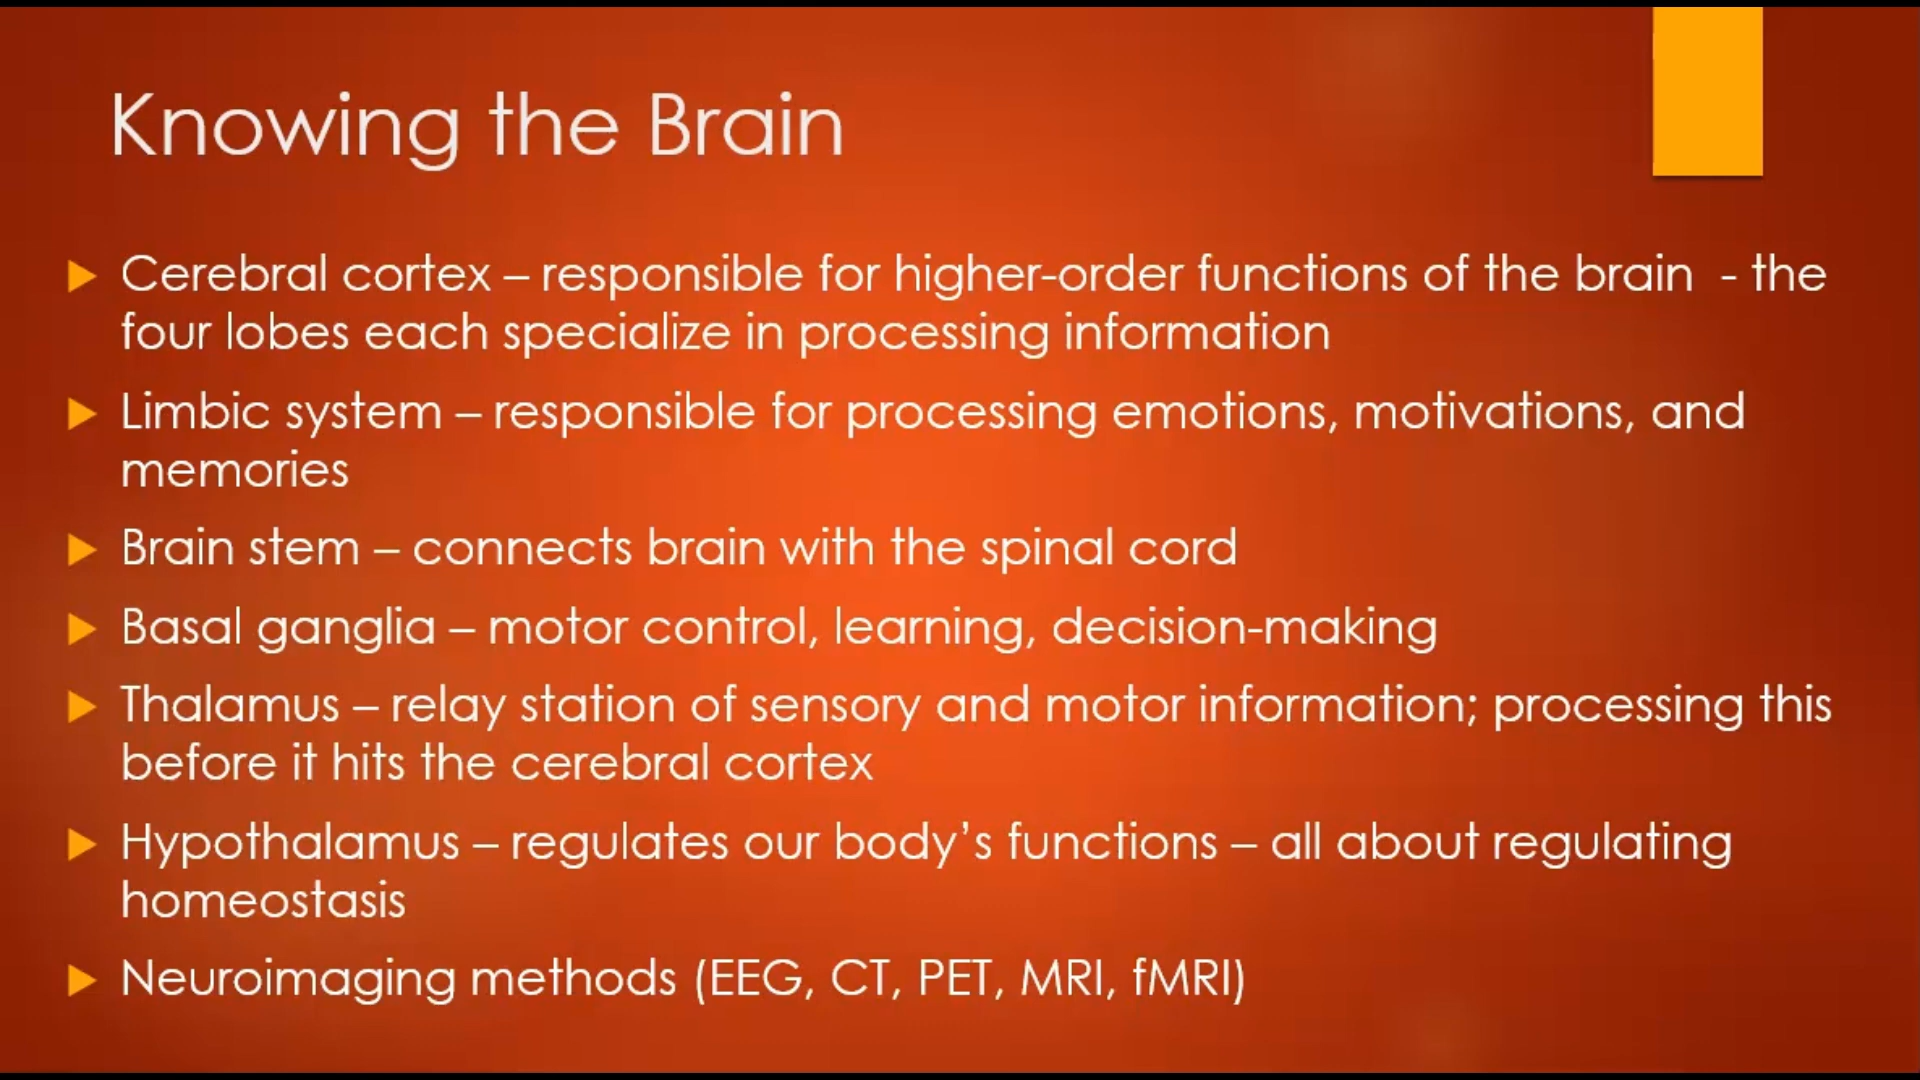 Knowing the Brain
Cerebral cortex – responsible for higher-order functions of the brain  - the
four lobes each specialize in processing information
Limbic system – responsible for processing emotions, motivations, and
memories
Brain stem – connects brain with the spinal cord
Basal ganglia – motor control, learning, decision-making
Thalamus – relay station of sensory and motor information; processing this
before it hits the cerebral cortex
Hypothalamus – regulates our body’s functions – all about regulating
homeostasis
Neuroimaging methods (EEG, CT, PET, MRI, fMRI)